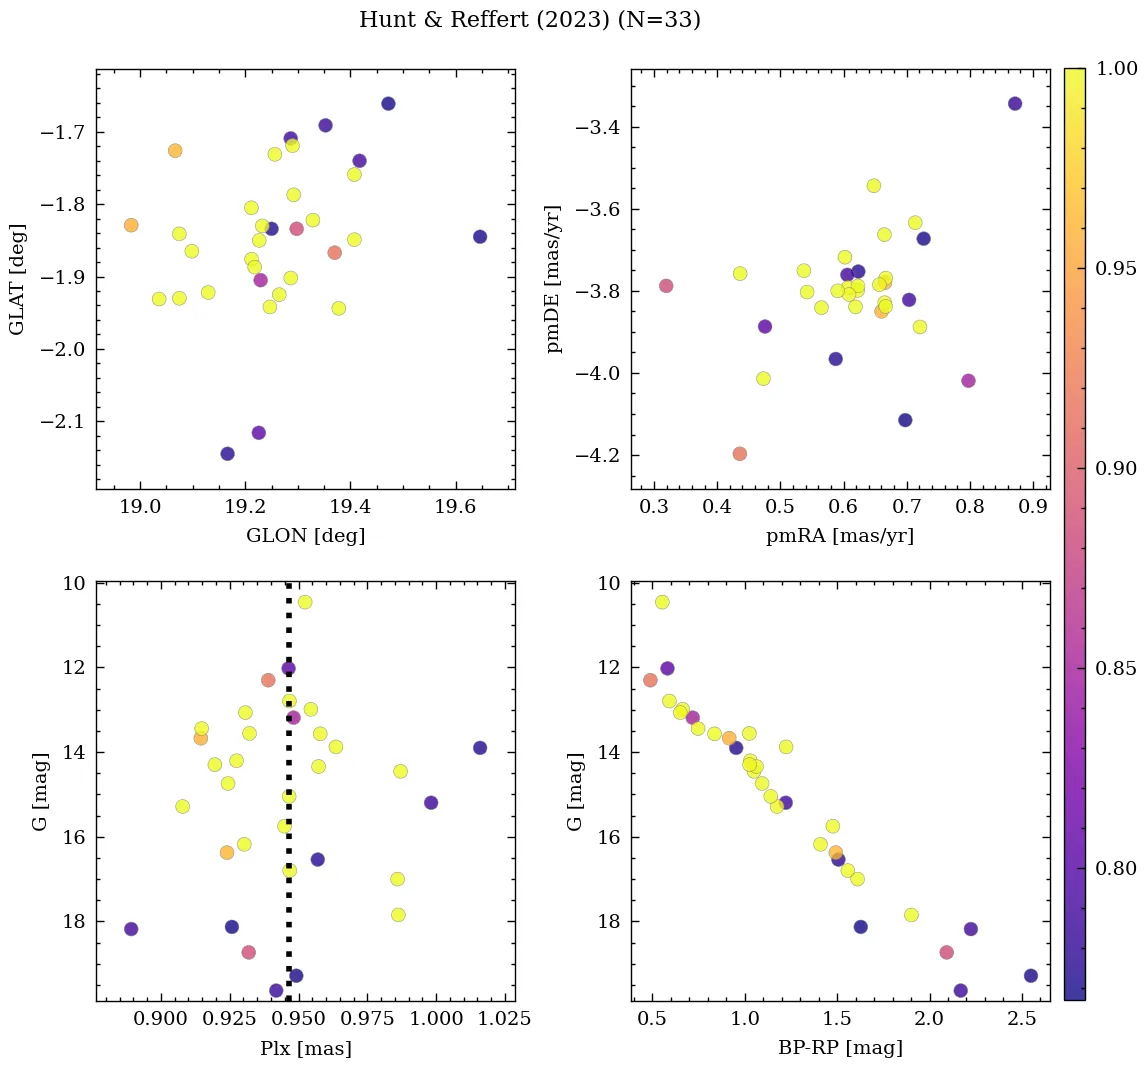 Hunt & Reffert (2023) (N=33)
GLAT [deg]
−1.7
−1.8
−1.9
−2.0
−2.1
19.0 19.2 19.4 19.6
GLON [deg]
pmDE [mas/yr]
−3.4
−3.6
−3.8
−4.0
−4.2
0.3 0.4 0.5 0.6 0.7 0.8 0.9
pmRA [mas/yr]
G [mag]
10
12
14
16
18
0.900 0.925 0.950 0.975 1.000 1.025
Plx [mas]
G [mag]
10
12
14
16
18
0.5 1.0 1.5 2.0 2.5
BP-RP [mag]
1.00
0.95
0.90
0.85
0.80